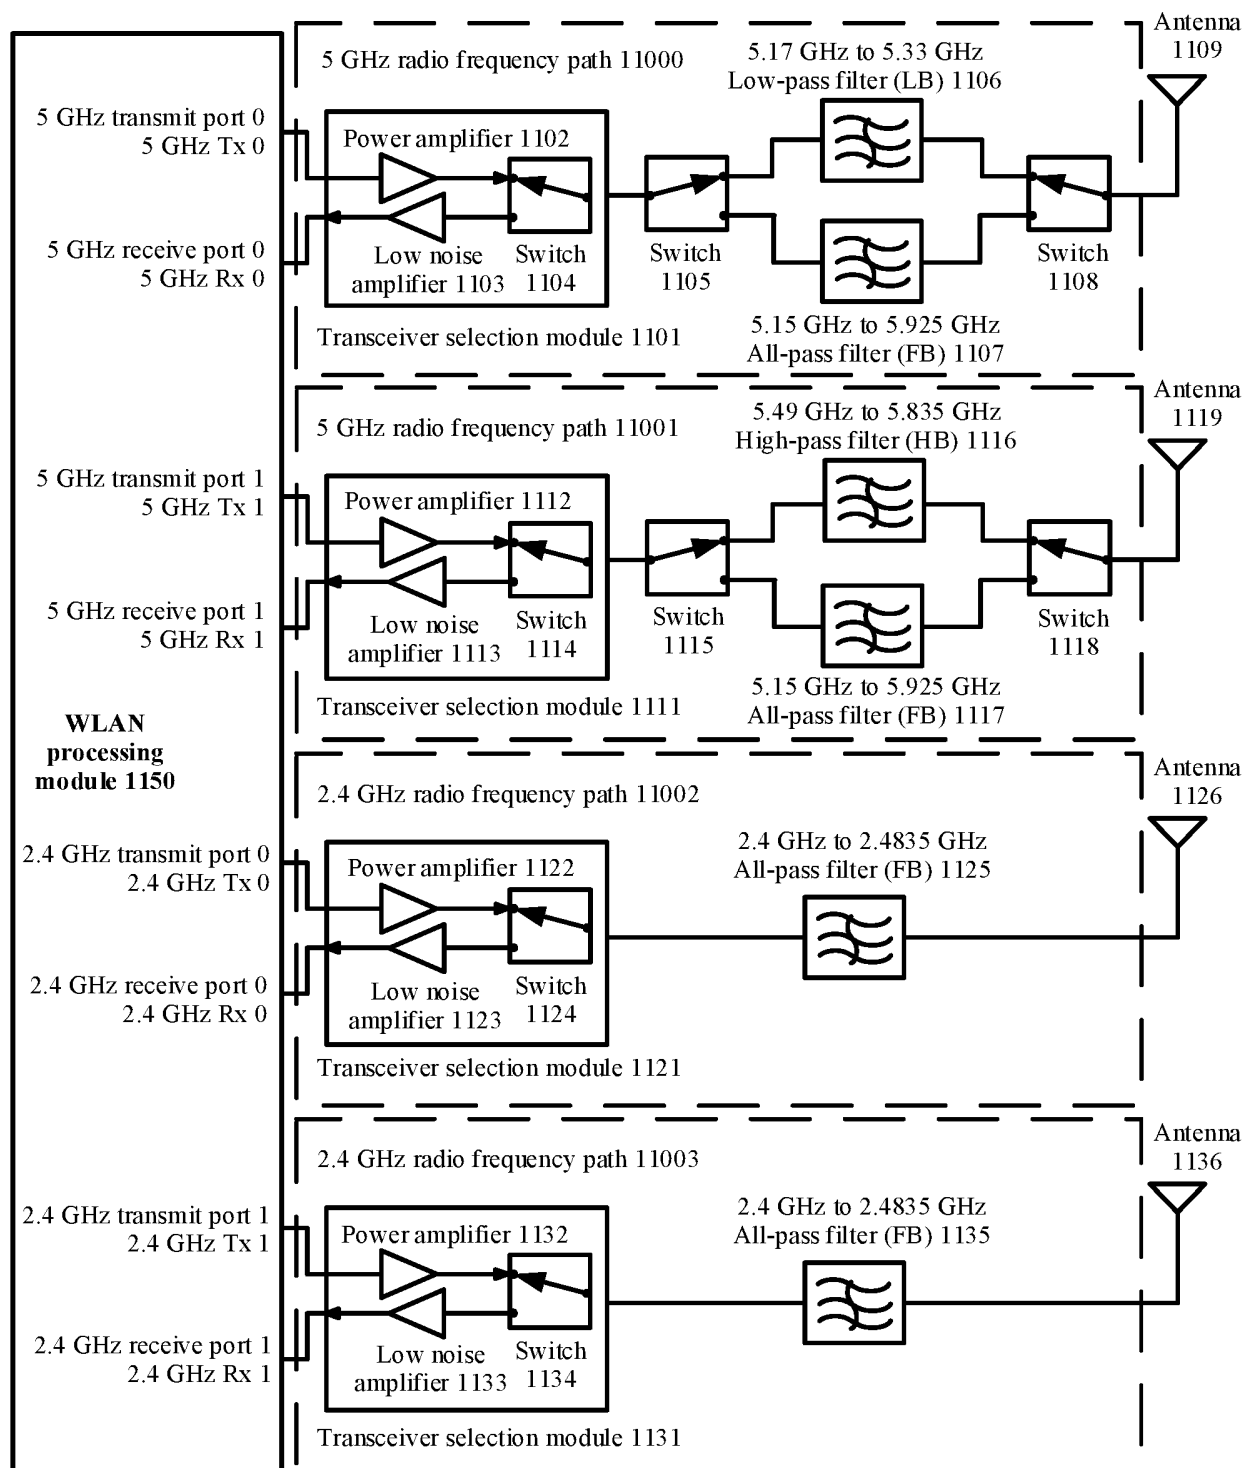 Antenna
1109
5 GHz radio frequency path 11000
5.17 GHz to 5.33 GHz
Low-pass filter (LB) 1106
5 GHz transmit port 0
5 GHz Tx 0
Power amplifier 1102
5 GHz receive port 0
5 GHz Rx 0
Low noise
amplifier 1103
Switch
1104
Switch
1105
Switch
1108
5.15 GHz to 5.925 GHz
All-pass filter (FB) 1107
Transceiver selection module 1101
Antenna
1119
5 GHz radio frequency path 11001
5.49 GHz to 5.835 GHz
High-pass filter (HB) 1116
5 GHz transmit port 1
5 GHz Tx 1
Power amplifier 1112
5 GHz receive port 1
5 GHz Rx 1
Low noise
amplifier 1113
Switch
1114
Switch
1115
Switch
1118
5.15 GHz to 5.925 GHz
All-pass filter (FB) 1117
Transceiver selection module 1111
WLAN
processing
module 1150
Antenna
1126
2.4 GHz radio frequency path 11002
2.4 GHz to 2.4835 GHz
All-pass filter (FB) 1125
2.4 GHz transmit port 0
2.4 GHz Tx 0
Power amplifier 1122
2.4 GHz receive port 0
2.4 GHz Rx 0
Low noise
amplifier 1123
Switch
1124
Transceiver selection module 1121
Antenna
1136
2.4 GHz radio frequency path 11003
2.4 GHz to 2.4835 GHz
All-pass filter (FB) 1135
2.4 GHz transmit port 1
2.4 GHz Tx 1
Power amplifier 1132
2.4 GHz receive port 1
2.4 GHz Rx 1
Low noise
amplifier 1133
Switch
1134
Transceiver selection module 1131